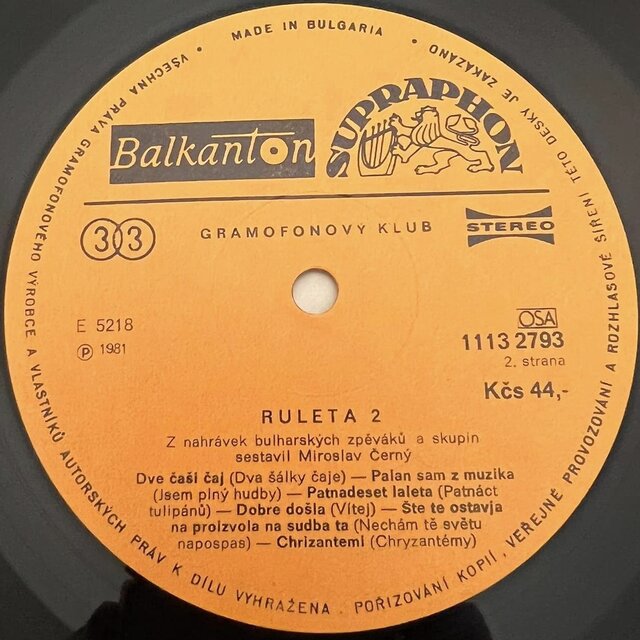 MADE IN BULGARIA
VŠECHNA PRÁVA GRAMOFONOVÉHO VÝROBCE A VLASTNÍKŮ AUTORSKÝCH PRÁV K DÍLU VYHRAŽENA. POŘIZOVÁNÍ KOPIÍ, VEŘEJNÉ PROVOZOVÁNÍ A ROZHLASOVÉ ŠÍŘENÍ TÉTO DESKY JE ZAKÁZÁNO
Balkanton
SUPRAPHON
33
GRAMOFONOVÝ KLUB
STEREO
E 5218
Ⓟ 1981
OSA
1113 2793
2. strana
Kčs 44,-
RULETA 2
Z nahrávek bulharských zpěváků a skupin
sestavil Miroslav Černý
Dve čaši čaj (Dva šálky čaje) — Palan sam z muzika
(Jsem plný hudby) — Patnadeset laleta (Patnáct
tulipánů) — Dobre došla (Vítej) — Šte te ostavja
na proizvola na sudba ta (Nechám tě světu
napospas) — Chrizantemi (Chryzantémy)